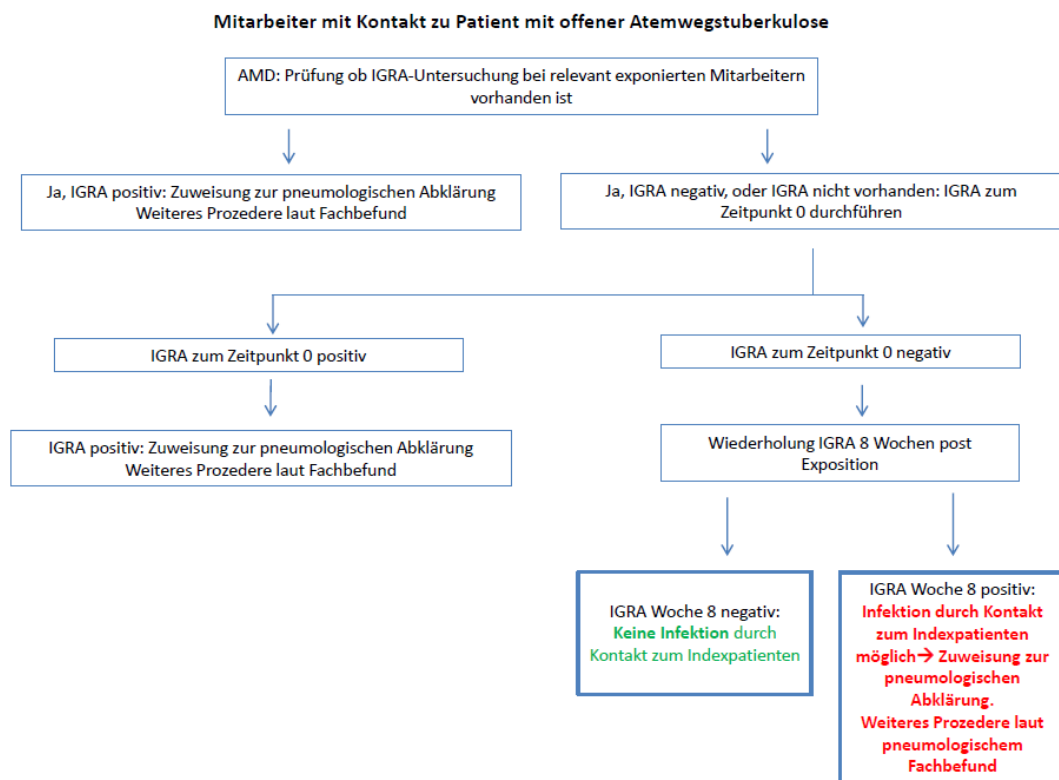 Mitarbeiter mit Kontakt zu Patient mit offener Atemwegstuberkulose
AMD: Prüfung ob IGRA-Untersuchung bei relevant exponierten Mitarbeitern
vorhanden ist
Ja, IGRA positiv: Zuweisung zur pneumologischen Abklärung
Weiteres Prozedere laut Fachbefund
Ja, IGRA negativ, oder IGRA nicht vorhanden: IGRA zum
Zeitpunkt 0 durchführen
IGRA zum Zeitpunkt 0 positiv
IGRA zum Zeitpunkt 0 negativ
IGRA positiv: Zuweisung zur pneumologischen Abklärung
Weiteres Prozedere laut Fachbefund
Wiederholung IGRA 8 Wochen post
Exposition
IGRA Woche 8 negativ:
Keine Infektion durch
Kontakt zum Indexpatienten
IGRA Woche 8 positiv:
Infektion durch Kontakt
zum Indexpatienten
möglich→ Zuweisung zur
pneumologischen
Abklärung.
Weiteres Prozedere laut
pneumologischem
Fachbefund